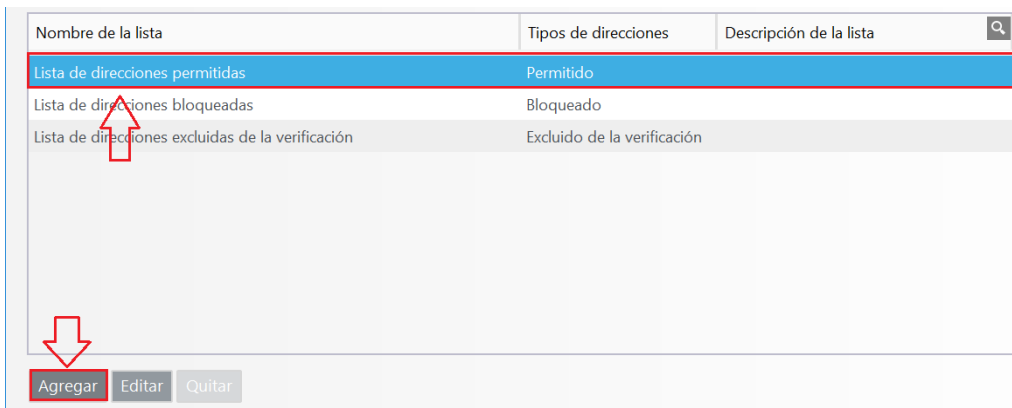 Nombre de la lista Tipos de direcciones Descripción de la lista
Lista de direcciones permitidas Permitido
Lista de direcciones bloqueadas Bloqueado
Lista de direcciones excluidas de la verificación Excluido de la verificación
Agregar Editar Quitar